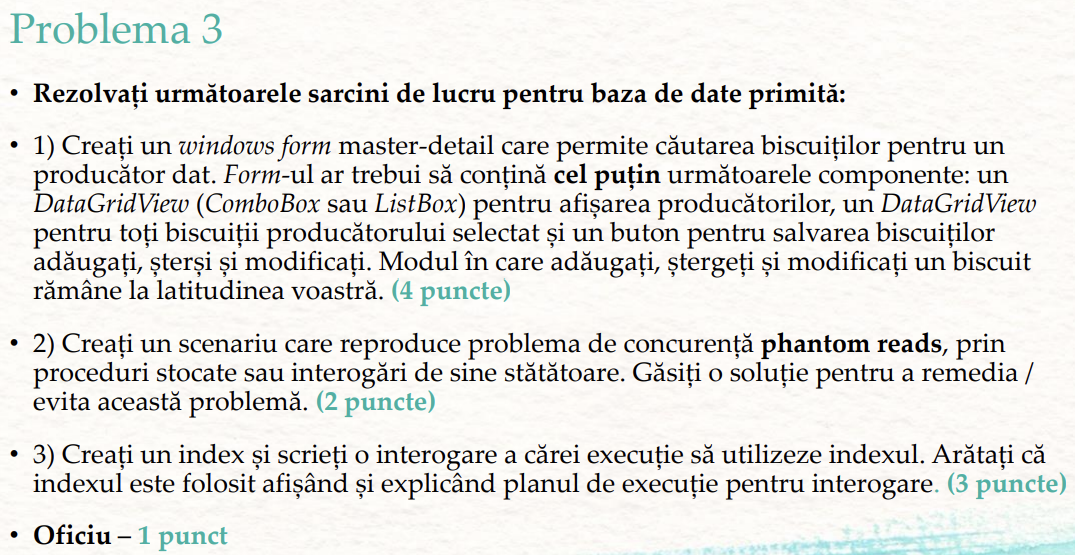 Problema 3
• Rezolvați următoarele sarcini de lucru pentru baza de date primită:
• 1) Creați un windows form master-detail care permite căutarea biscuiților pentru un
producător dat. Form-ul ar trebui să conțină cel puțin următoarele componente: un
DataGridView (ComboBox sau ListBox) pentru afișarea producătorilor, un DataGridView
pentru toți biscuiții producătorului selectat și un buton pentru salvarea biscuiților
adăugați, șterși și modificați. Modul în care adăugați, ștergeți și modificați un biscuit
rămâne la latitudinea voastră. (4 puncte)
• 2) Creați un scenariu care reproduce problema de concurență phantom reads, prin
proceduri stocate sau interogări de sine stătătoare. Găsiți o soluție pentru a remedia /
evita această problemă. (2 puncte)
• 3) Creați un index și scrieți o interogare a cărei execuție să utilizeze indexul. Arătați că
indexul este folosit afișând și explicând planul de execuție pentru interogare. (3 puncte)
• Oficiu – 1 punct